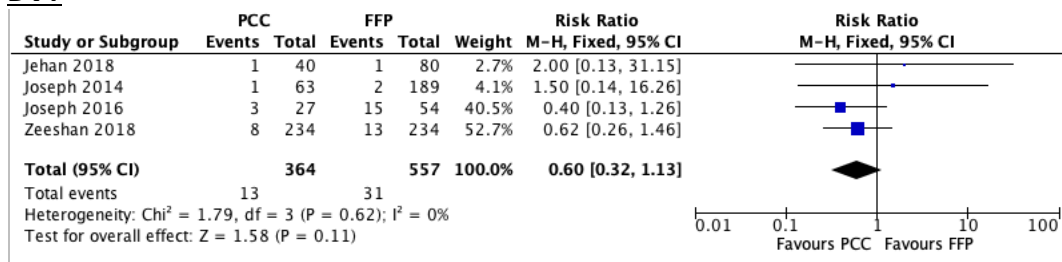 PCC FFP Risk Ratio Risk Ratio
Study or Subgroup Events Total Events Total Weight M-H, Fixed, 95% CI M-H, Fixed, 95% CI
Jehan 2018 1 40 1 80 2.7% 2.00 [0.13, 31.15]
Joseph 2014 1 63 2 189 4.1% 1.50 [0.14, 16.26]
Joseph 2016 3 27 15 54 40.5% 0.40 [0.13, 1.26]
Zeeshan 2018 8 234 13 234 52.7% 0.62 [0.26, 1.46]
Total (95% CI) 364 557 100.0% 0.60 [0.32, 1.13]
Total events 13 31
Heterogeneity: Chi² = 1.79, df = 3 (P = 0.62); I² = 0%
Test for overall effect: Z = 1.58 (P = 0.11)
0.01 0.1 1 10 100
Favours PCC Favours FFP